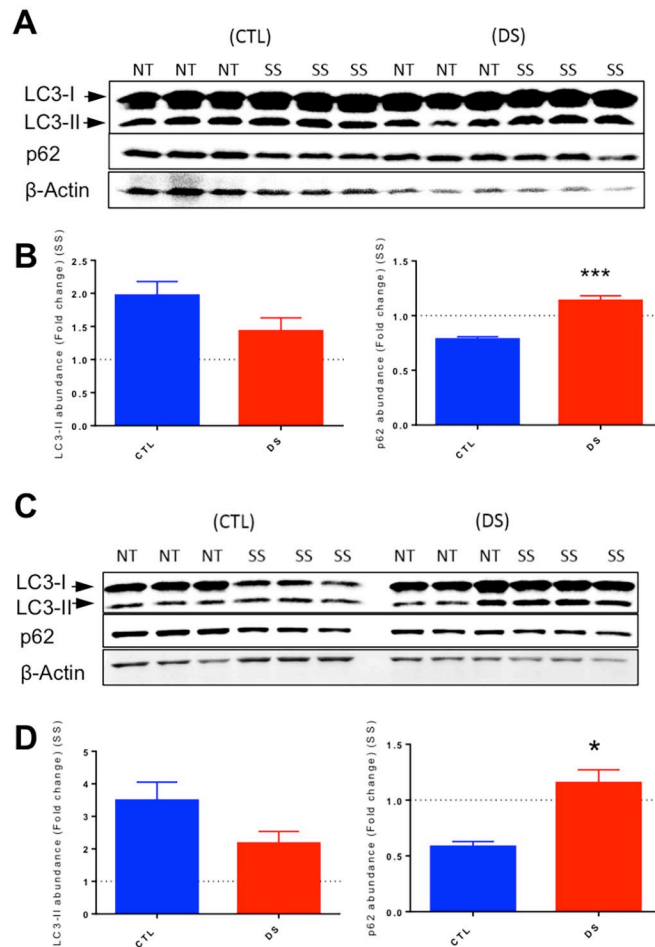 A
(CTL) (DS)
NT NT NT SS SS SS NT NT NT SS SS SS
LC3-I
LC3-II
p62
β-Actin
B
LC3-II abundance (Fold change) (SS)
2.5
2.0
1.5
1.0
0.5
0.0
CTL DS
p62 abundance (Fold change) (SS)
1.5
1.0
0.5
0.0
***
CTL DS
C
(CTL) (DS)
NT NT NT SS SS SS NT NT NT SS SS SS
LC3-I
LC3-II
p62
β-Actin
D
LC3-II abundance (Fold change) (SS)
5
4
3
2
1
0
CTL DS
p62 abundance (Fold change) (SS)
1.5
1.0
0.5
0.0
*
CTL DS